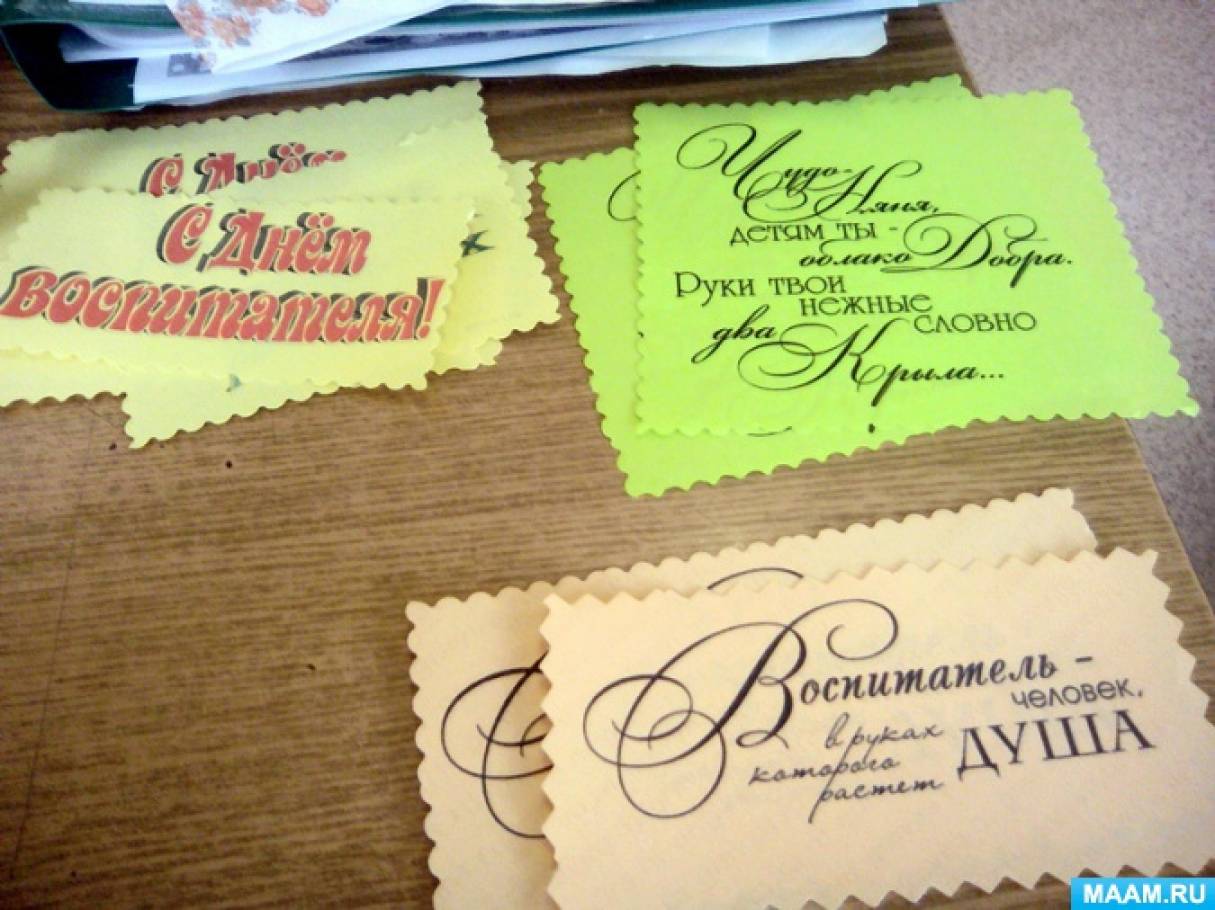 С Днём
С Днём
воспитателя!
Чудо-
Няня,
детям ты -
облако Добра.
Руки твои
нежные
словно
два
Крыла...
Воспитатель -
человек,
в руках
которого
растет
ДУША
MAAM.RU